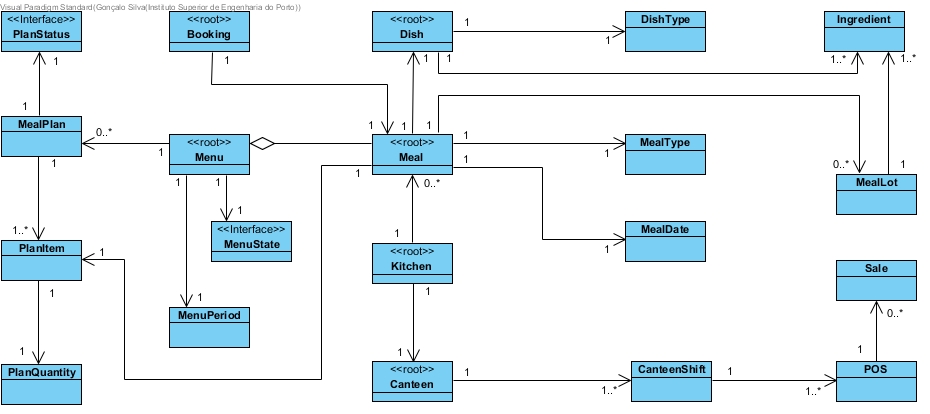 Visual Paradigm Standard(Gonçalo Silva(Instituto Superior de Engenharia do Porto))
<<Interface>>
PlanStatus
<<root>>
Booking
<<root>>
Dish
DishType
Ingredient
1
1
1
1
1
1
1..*
1..*
1
MealPlan
0..*
1
<<root>>
Menu
1
1
1
<<root>>
Meal
1
1
MealType
1
1
1
1
1
0..*
0..*
1
MealLot
1..*
1
PlanItem
1
1
<<Interface>>
MenuState
1
<<root>>
Kitchen
MealDate
1
Sale
1
1
MenuPeriod
1
0..*
1
PlanQuantity
1
<<root>>
Canteen
1
1..*
CanteenShift
1
1..*
1
POS